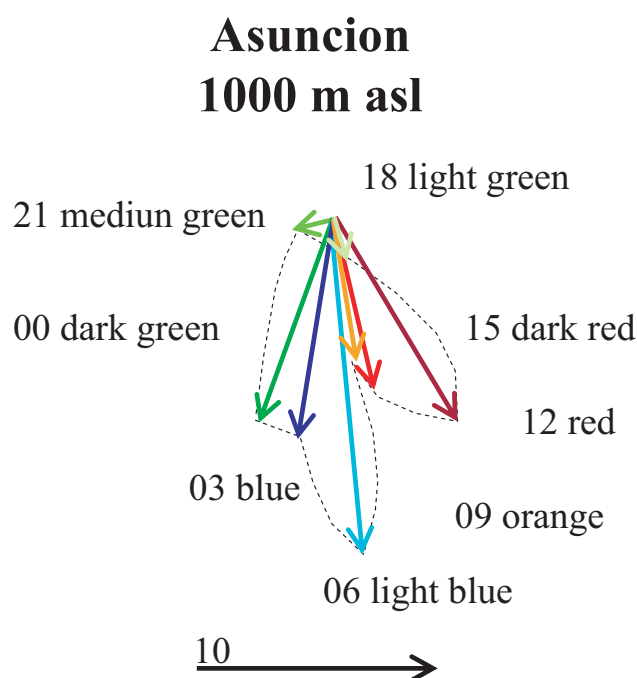 Asuncion
1000 m asl
18 light green
21 mediun green
00 dark green
15 dark red
12 red
03 blue
09 orange
06 light blue
10